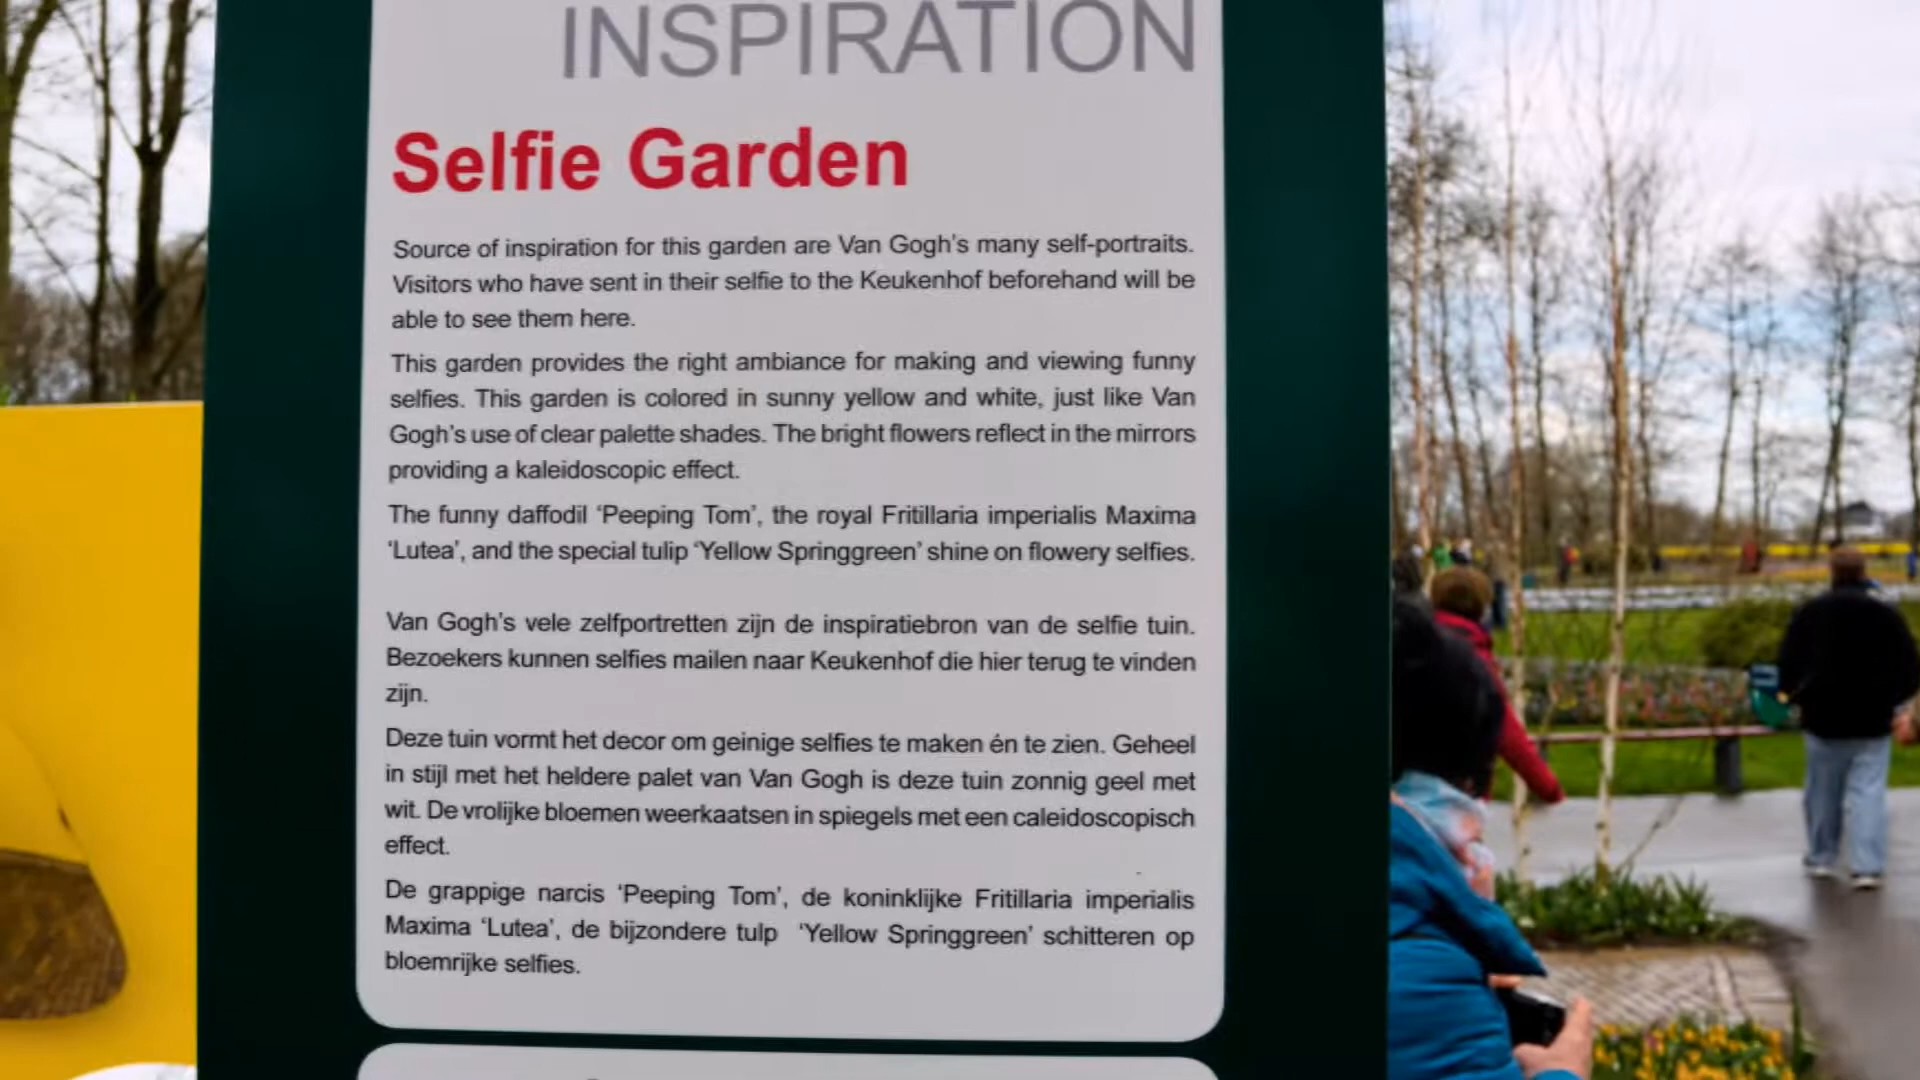 INSPIRATION
Selfie Garden
Source of inspiration for this garden are Van Gogh's many self-portraits.
Visitors who have sent in their selfie to the Keukenhof beforehand will be
able to see them here.
This garden provides the right ambiance for making and viewing funny
selfies. This garden is colored in sunny yellow and white, just like Van
Gogh's use of clear palette shades. The bright flowers reflect in the mirrors
providing a kaleidoscopic effect.
The funny daffodil ‘Peeping Tom’, the royal Fritillaria imperialis Maxima
‘Lutea’, and the special tulip ‘Yellow Springgreen’ shine on flowery selfies.
Van Gogh's vele zelfportretten zijn de inspiratiebron van de selfie tuin.
Bezoekers kunnen selfies mailen naar Keukenhof die hier terug te vinden
zijn.
Deze tuin vormt het decor om geinige selfies te maken én te zien. Geheel
in stijl met het heldere palet van Van Gogh is deze tuin zonnig geel met
wit. De vrolijke bloemen weerkaatsen in spiegels met een caleidoscopisch
effect.
De grappige narcis ‘Peeping Tom’, de koninklijke Fritillaria imperialis
Maxima ‘Lutea’, de bijzondere tulp ‘Yellow Springgreen’ schitteren op
bloemrijke selfies.